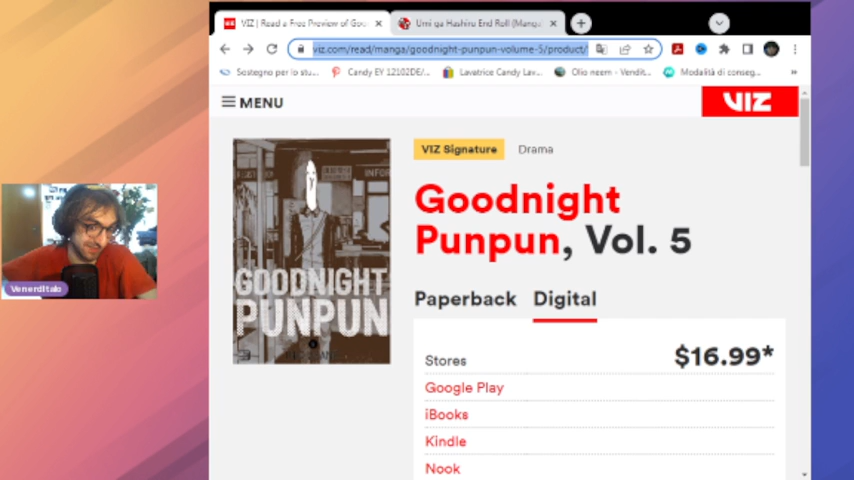 VIZ | Read a Free Preview of Goo
Umi ga Hashiru End Roll (Mang
viz.com/read/manga/goodnight-punpun-volume-5/product/
Sostegno per lo stu...
Candy EY 12102DE/...
Lavatrice Candy Lav...
Olio neem - Vendit...
Modalità di conseg...
»
MENU
VIZ
VIZ Signature
Drama
Goodnight
Punpun, Vol. 5
INFOR
GOODNIGHT
PUNPUN
VenerdItalo
Paperback Digital
Stores $16.99*
Google Play
iBooks
Kindle
Nook